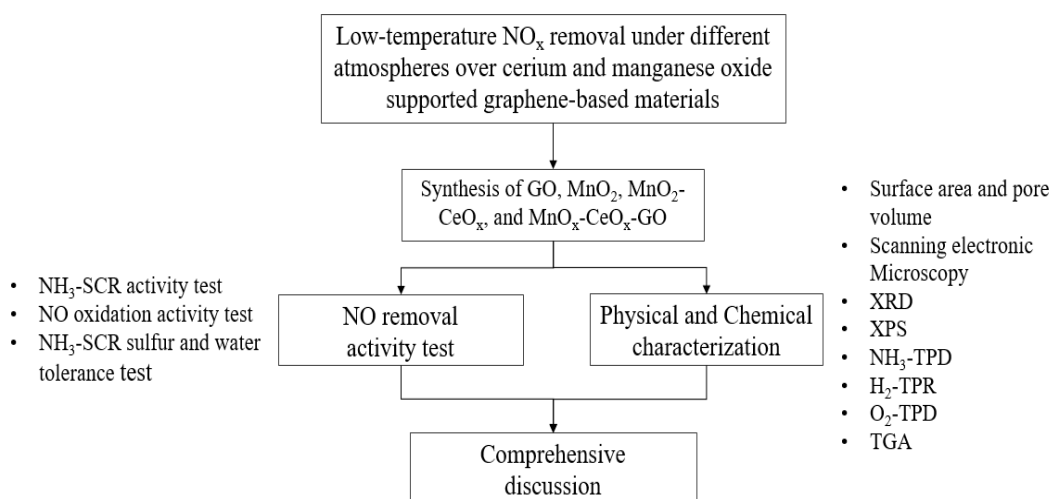 Low-temperature NOₓ removal under different
atmospheres over cerium and manganese oxide
supported graphene-based materials
Synthesis of GO, MnO₂, MnO₂-
CeOₓ, and MnOₓ-CeOₓ-GO
• NH₃-SCR activity test
• NO oxidation activity test
• NH₃-SCR sulfur and water
tolerance test
NO removal
activity test
Physical and Chemical
characterization
• Surface area and pore
volume
• Scanning electronic
Microscopy
• XRD
• XPS
• NH₃-TPD
• H₂-TPR
• O₂-TPD
• TGA
Comprehensive
discussion